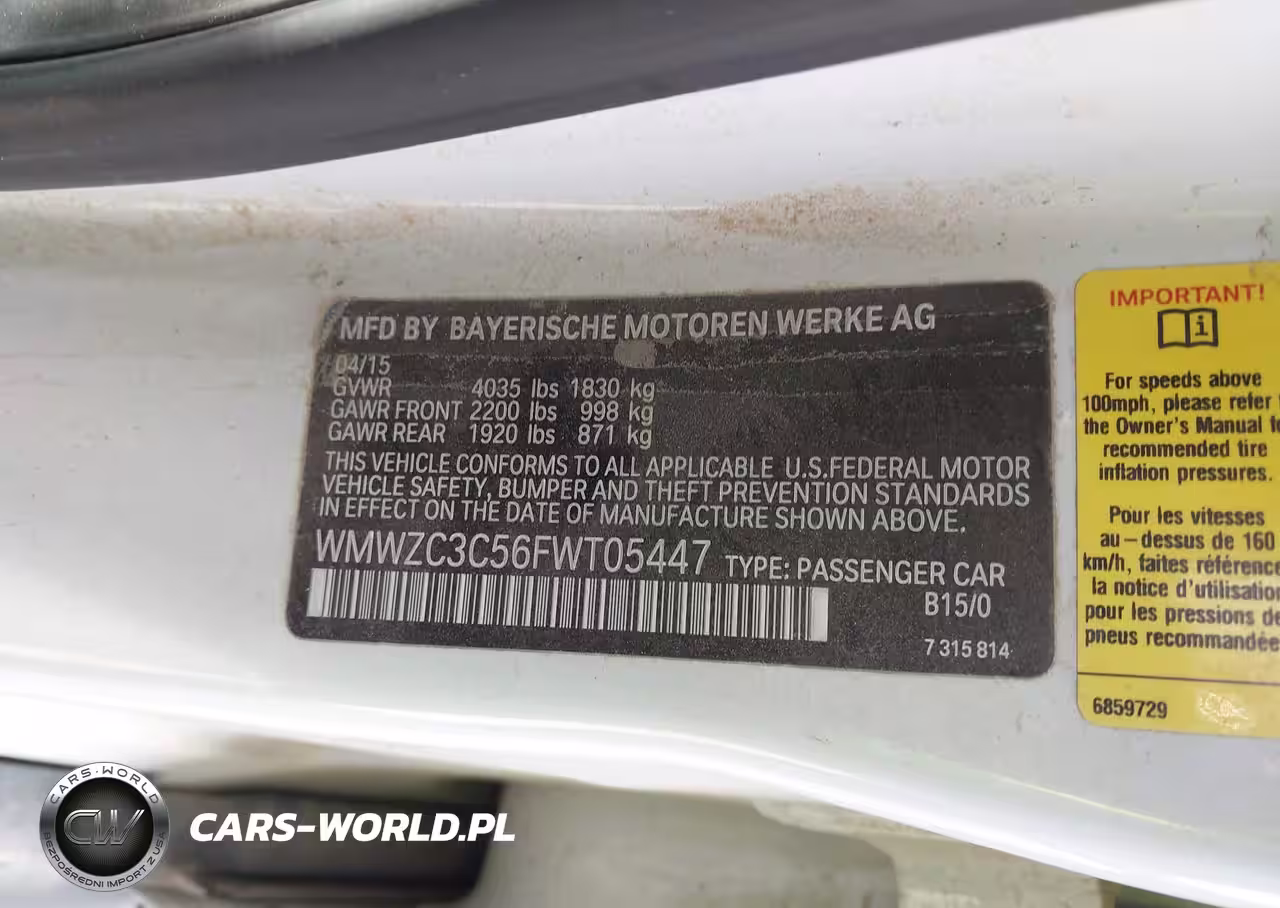 MFD BY BAYERISCHE MOTOREN WERKE AG
04/15
GVWR 4035 lbs 1830 kg
GAWR FRONT 2200 lbs 998 kg
GAWR REAR 1920 lbs 871 kg
THIS VEHICLE CONFORMS TO ALL APPLICABLE U.S.FEDERAL MOTOR
VEHICLE SAFETY, BUMPER AND THEFT PREVENTION STANDARDS
IN EFFECT ON THE DATE OF MANUFACTURE SHOWN ABOVE.
WMWZC3C56FWT05447 TYPE: PASSENGER CAR
B15/0
7 315 814
IMPORTANT!
i
For speeds above
100mph, please refer
the Owner's Manual
recommended tire
inflation pressures.
Pour les vitesses
au-dessus de 160
km/h, faites référence
la notice d'utilisation
pour les pressions de
pneus recommandée
6859729
CARS-WORLD
CW
BEZPOŚREDNI IMPORT Z USA
CARS-WORLD.PL